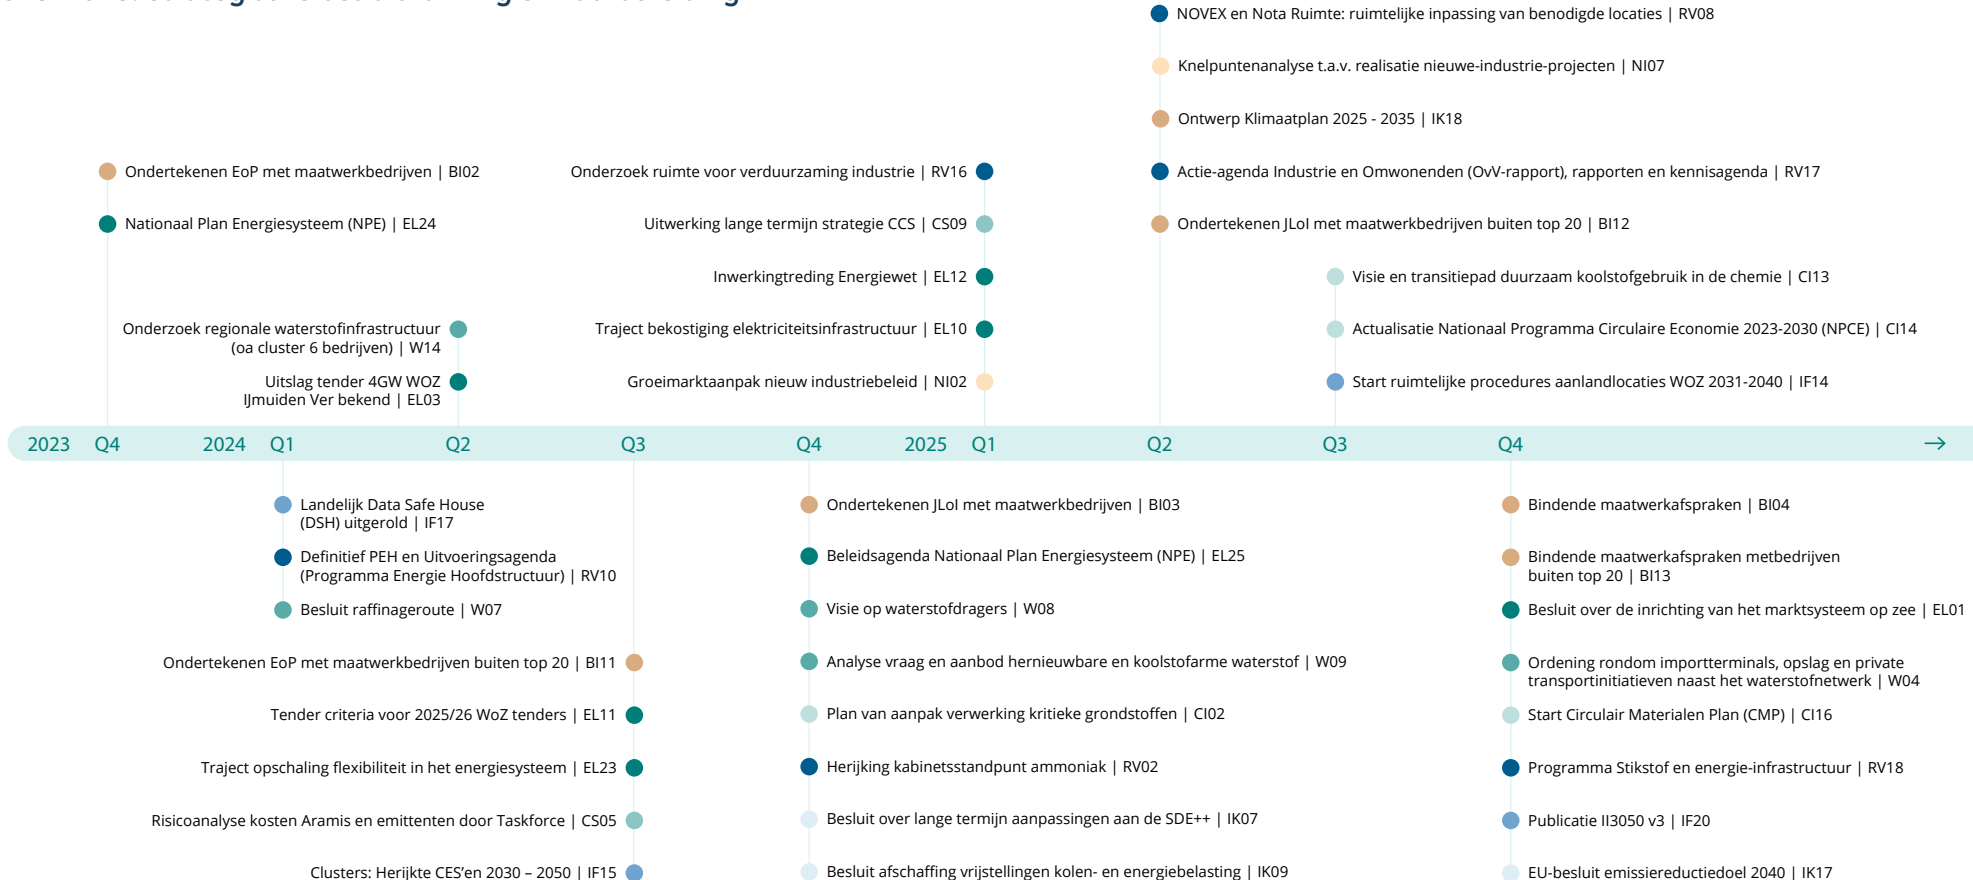 NOVEX en Nota Ruimte: ruimtelijke inpassing van benodigde locaties | RV08
Knelpuntenanalyse t.a.v. realisatie nieuwe-industrie-projecten | NI07
Ontwerp Klimaatplan 2025 - 2035 | IK18
Ondertekenen EoP met maatwerkbedrijven | BI02
Onderzoek ruimte voor verduurzaming industrie | RV16
Actie-agenda Industrie en Omwonenden (OvV-rapport), rapporten en kennisagenda | RV17
Nationaal Plan Energiesysteem (NPE) | EL24
Uitwerking lange termijn strategie CCS | CS09
Ondertekenen JLoI met maatwerkbedrijven buiten top 20 | BI12
Inwerkingtreding Energiewet | EL12
Visie en transitiepad duurzaam koolstofgebruik in de chemie | CI13
Onderzoek regionale waterstofinfrastructuur
(oa cluster 6 bedrijven) | W14
Traject bekostiging elektriciteitsinfrastructuur | EL10
Actualisatie Nationaal Programma Circulaire Economie 2023-2030 (NPCE) | CI14
Uitslag tender 4GW WOZ
IJmuiden Ver bekend | EL03
Groeimarktaanpak nieuw industriebeleid | NI02
Start ruimtelijke procedures aanlandlocaties WOZ 2031-2040 | IF14
2023 Q4 2024 Q1 Q2 Q3 Q4 2025 Q1 Q2 Q3 Q4 →
Landelijk Data Safe House
(DSH) uitgerold | IF17
Definitief PEH en Uitvoeringsagenda
(Programma Energie Hoofdstructuur) | RV10
Besluit raffinageroute | W07
Ondertekenen EoP met maatwerkbedrijven buiten top 20 | BI11
Tender criteria voor 2025/26 WoZ tenders | EL11
Traject opschaling flexibiliteit in het energiesysteem | EL23
Risicoanalyse kosten Aramis en emittenten door Taskforce | CS05
Clusters: Herijkte CES'en 2030 – 2050 | IF15
Ondertekenen JLoI met maatwerkbedrijven | BI03
Beleidsagenda Nationaal Plan Energiesysteem (NPE) | EL25
Visie op waterstofdragers | W08
Analyse vraag en aanbod hernieuwbare en koolstofarme waterstof | W09
Plan van aanpak verwerking kritieke grondstoffen | CI02
Herijking kabinetsstandpunt ammoniak | RV02
Besluit over lange termijn aanpassingen aan de SDE++ | IK07
Besluit afschaffing vrijstellingen kolen- en energiebelasting | IK09
Bindende maatwerkafspraken | BI04
Bindende maatwerkafspraken metbedrijven
buiten top 20 | BI13
Besluit over de inrichting van het marktsysteem op zee | EL01
Ordening rondom importterminals, opslag en private
transportinitiatieven naast het waterstofnetwerk | W04
Start Circulair Materialen Plan (CMP) | CI16
Programma Stikstof en energie-infrastructuur | RV18
Publicatie II3050 v3 | IF20
EU-besluit emissiereductiedoel 2040 | IK17